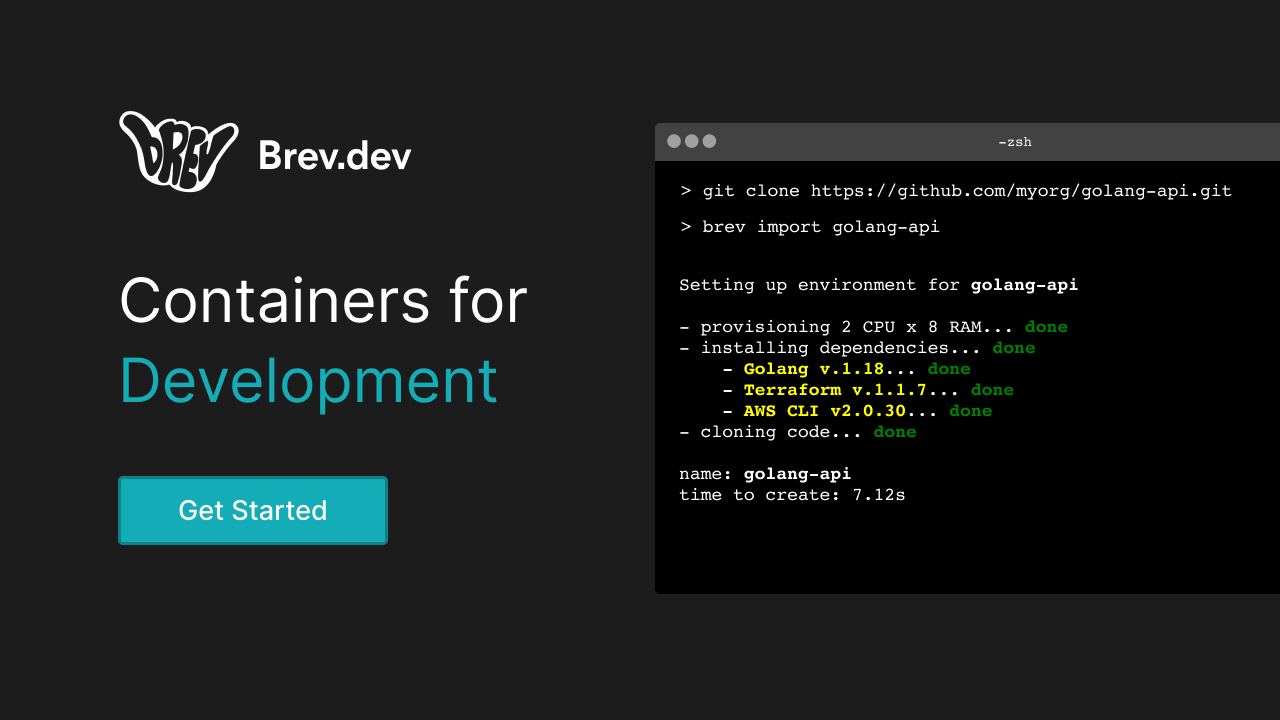 BREV
Brev.dev
Containers for
Development
Get Started
-zsh
> git clone https://github.com/myorg/golang-api.git
> brev import golang-api
Setting up environment for golang-api
- provisioning 2 CPU x 8 RAM... done
- installing dependencies... done
- Golang v.1.18... done
- Terraform v.1.1.7... done
- AWS CLI v2.0.30... done
- cloning code... done
name: golang-api
time to create: 7.12s